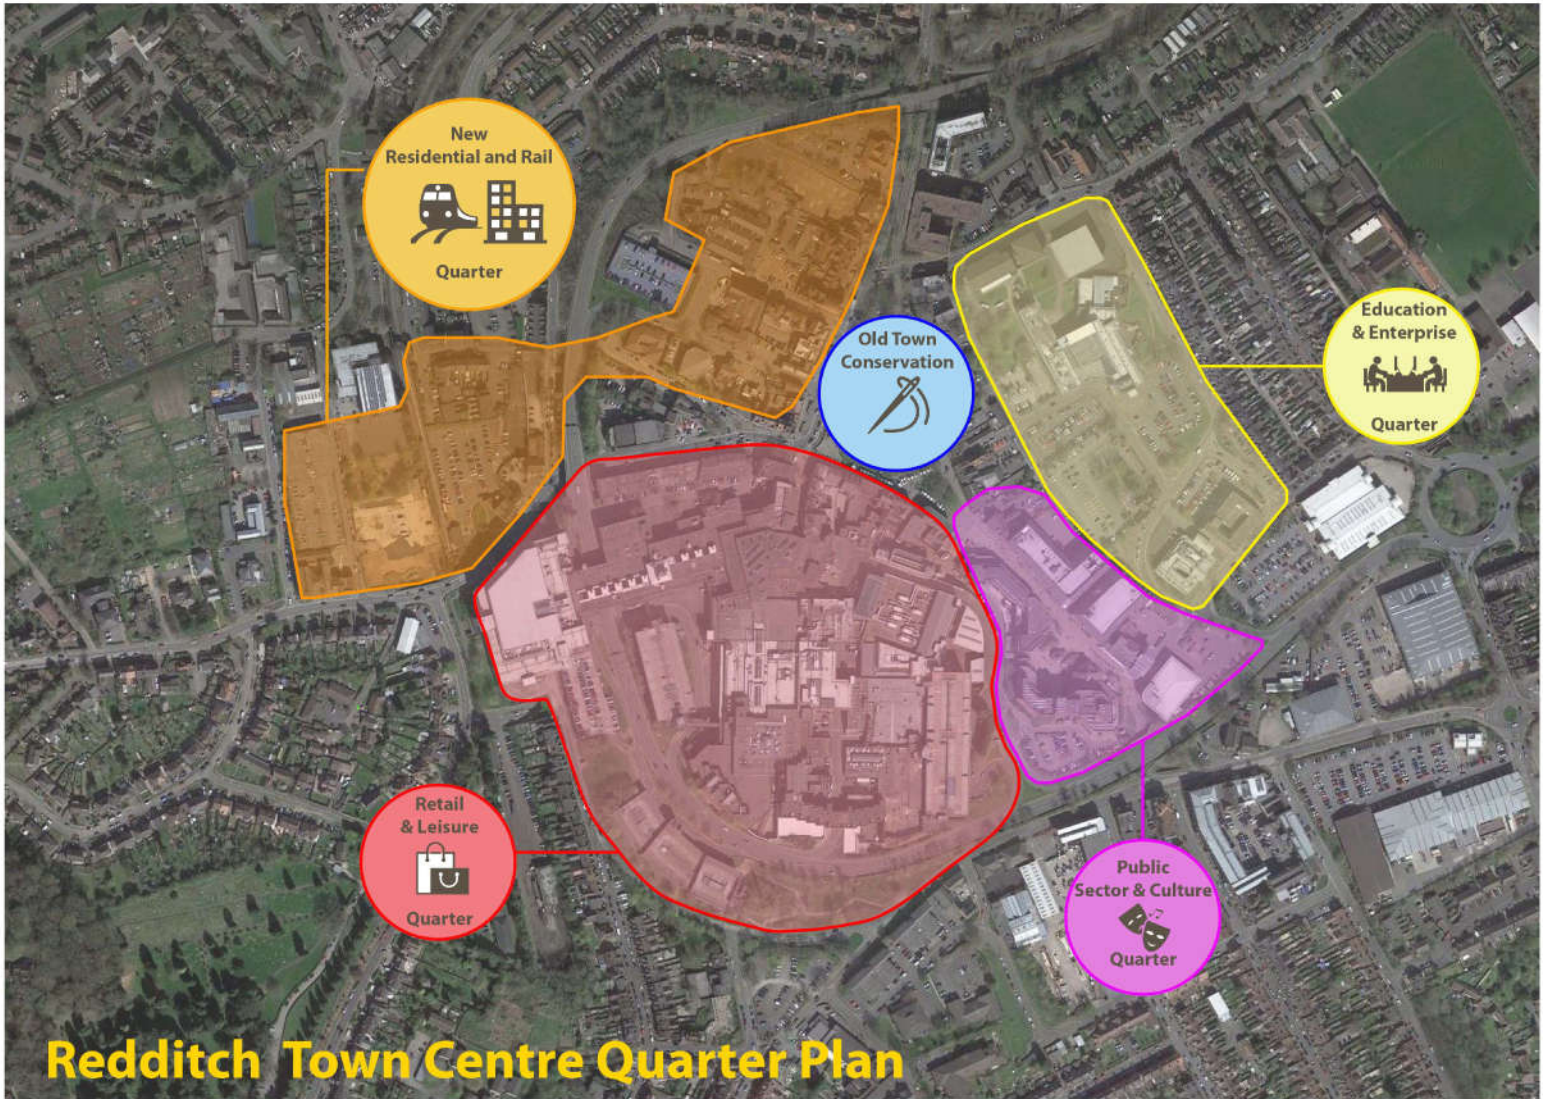 New
Residential and Rail
Quarter
Old Town
Conservation
Education
& Enterprise
Quarter
Retail
& Leisure
Quarter
Public
Sector & Culture
Quarter
Redditch Town Centre Quarter Plan